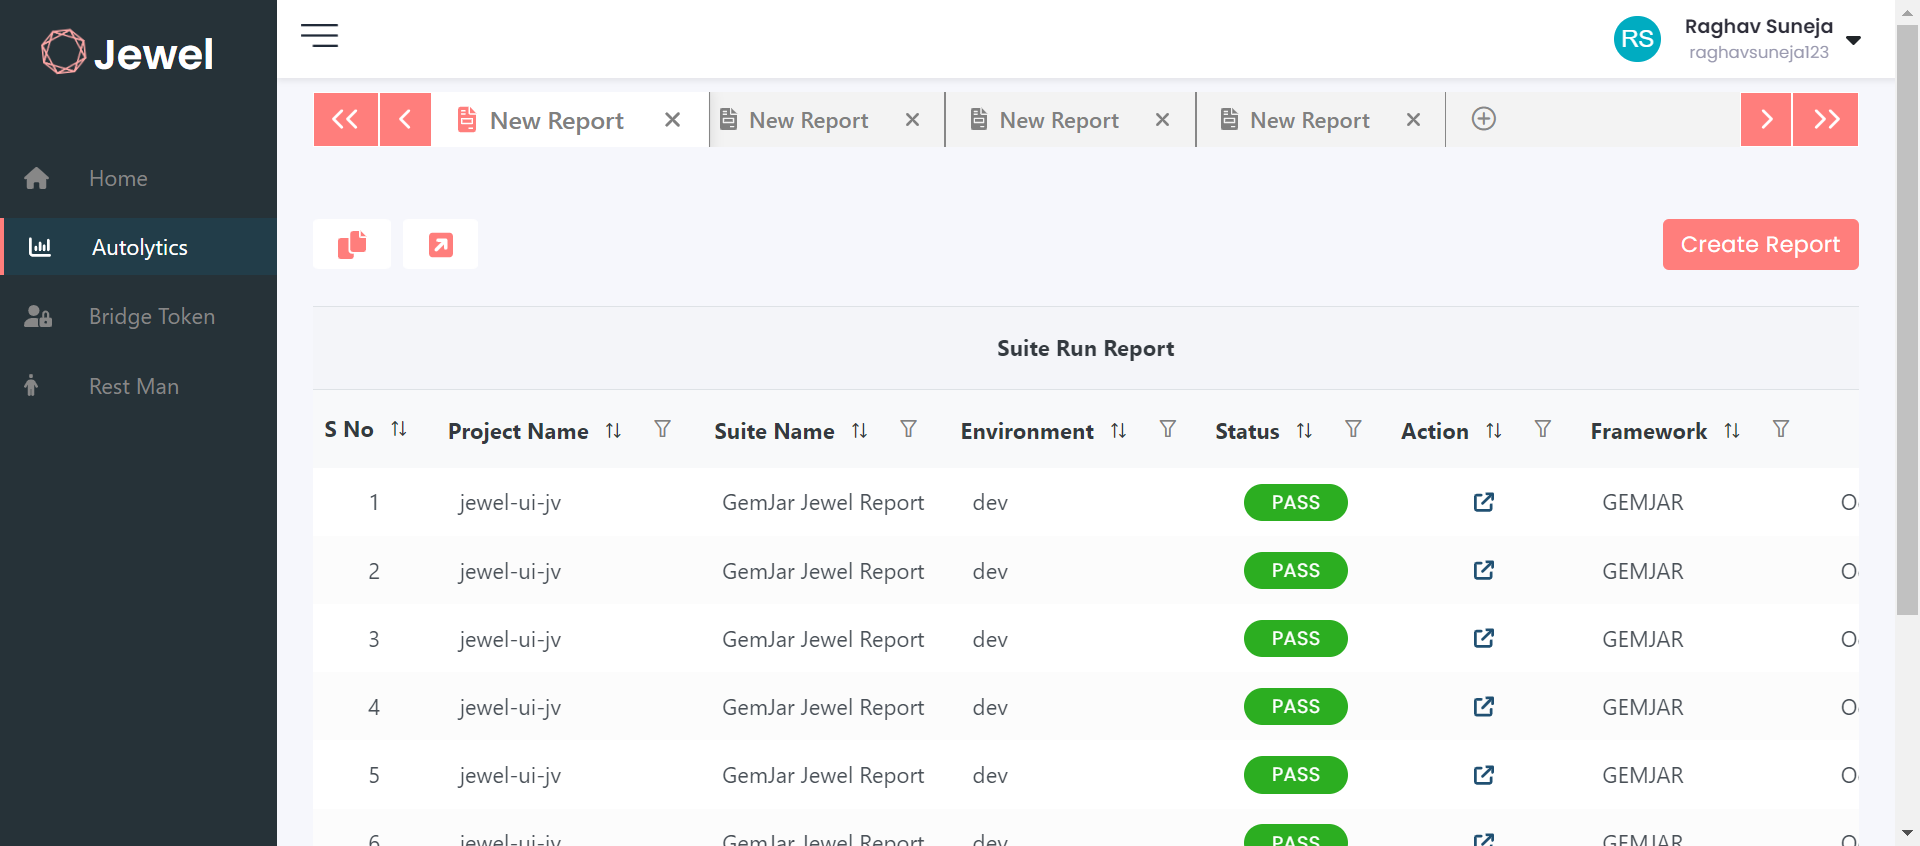 Jewel
RS
Raghav Suneja
raghavsuneja123
New Report
New Report
New Report
New Report
Home
Autolytics
Bridge Token
Rest Man
Create Report
Suite Run Report
S No Project Name Suite Name Environment Status Action Framework
1 jewel-ui-jv GemJar Jewel Report dev PASS GEMJAR
2 jewel-ui-jv GemJar Jewel Report dev PASS GEMJAR
3 jewel-ui-jv GemJar Jewel Report dev PASS GEMJAR
4 jewel-ui-jv GemJar Jewel Report dev PASS GEMJAR
5 jewel-ui-jv GemJar Jewel Report dev PASS GEMJAR
6 jewel-ui-jv GemJar Jewel Report dev PASS GEMJAR